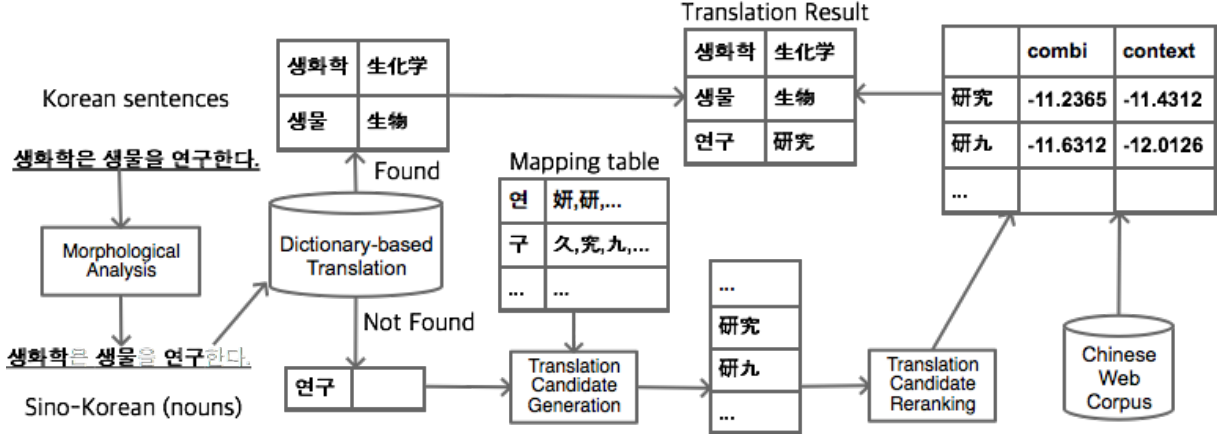 Korean sentences
생화학은 생물을 연구한다.
Morphological
Analysis
생화학은 생물을 연구한다.
Sino-Korean (nouns)
생화학 生化学
생물 生物
Found
Dictionary-based
Translation
Not Found
연구
Mapping table
연 妍,研,...
구 久,究,九,...
... ...
Translation
Candidate
Generation
...
研究
研九
...
Translation
Candidate
Reranking
Chinese
Web
Corpus
combi context
研究 -11.2365 -11.4312
研九 -11.6312 -12.0126
...
Translation Result
생화학 生化学
생물 生物
연구 研究